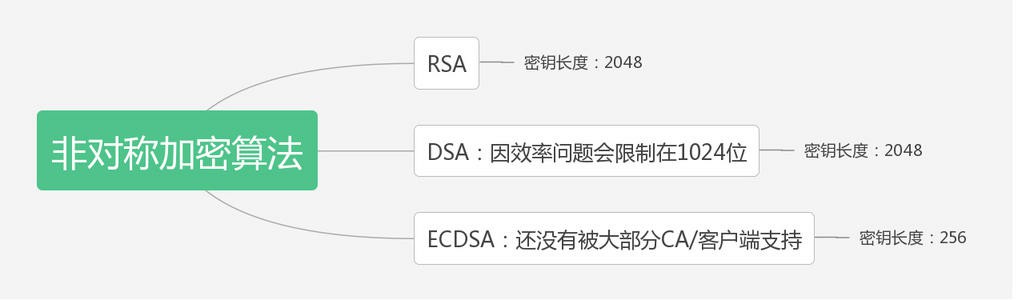 RSA
密钥长度：2048
非对称加密算法
DSA：因效率问题会限制在1024位
密钥长度：2048
ECDSA：还没有被大部分CA/客户端支持
密钥长度：256